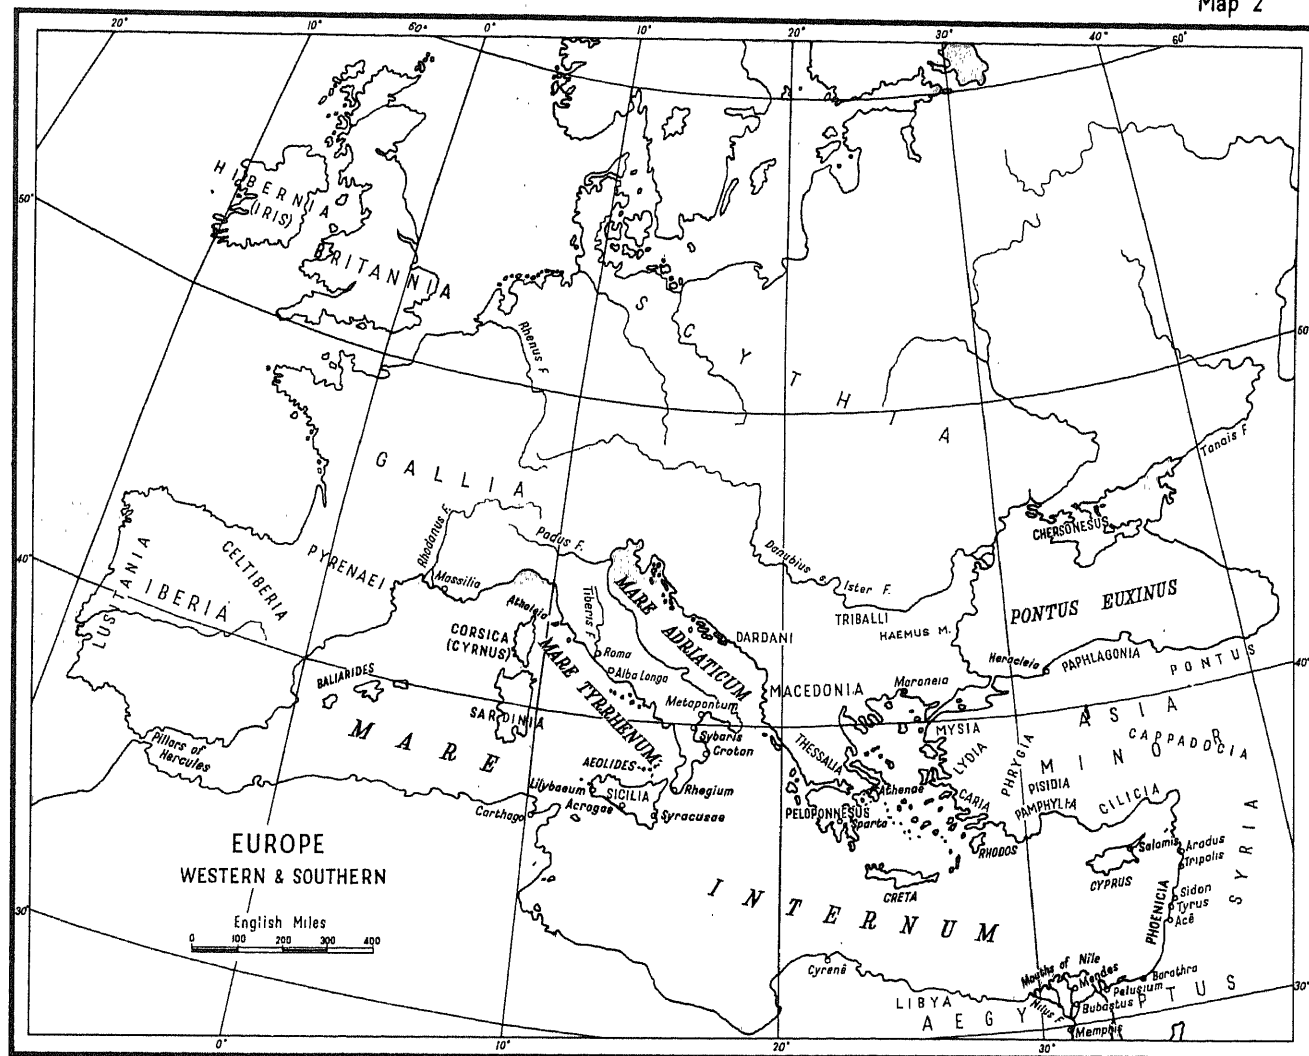 Map 2
20° 10° 60° 0° 10° 20° 30° 40° 60°
50°
HIBERNIA
(IRIS)
BRITANNIA
SCYTHIA
50°
Rhenus F.
GALLIA
Tanais F.
CHERSONESUS
Rhodanus F.
Padus F.
Danubius
Ister F.
PONTUS EUXINUS
40°
LUSTANIA
CELTIBERIA
IBERIA
PYRENAEI
Massilia
Athaleia
Tiberis F.
MARE ADRIATICUM
DARDANI
TRIBALLI
HAEMUS M.
CORSICA
(CYRNUS)
Roma
Alba Longa
MARE TYRRHENUM
Heracleia
PAPHLAGONIA
PONTUS
40°
BALIARIDES
SARDINIA
Metapontum
MACEDONIA
Maroneia
ASIA
MINOR
CAPPADOCIA
MYSIA
Sybaris
Croton
Pillars of
Hercules
MARE
AEOLIDES
THESSALIA
LYDIA
PHRYGIA
PISIDIA
PAMPHYLIA
CILICIA
Lilybaeum
SICILIA
Rhegium
Athenae
CARIA
Acragae
Syracusae
PELOPONNESUS
Sparta
Carthago
RHODOS
Salamis
CYPRUS
Aradus
Tripolis
SYRIA
EUROPE
WESTERN & SOUTHERN
INTERNUM
CRETA
Sidon
Tyrus
Acê
PHOENICIA
30°
English Miles
0 100 200 300 400
Cyrenê
Mouths of Nile
Mendes
Barathra
Pelusium
LIBYA
Nilus F.
Bubastus
30°
AEGYPTUS
Memphis
0° 10° 20° 30°